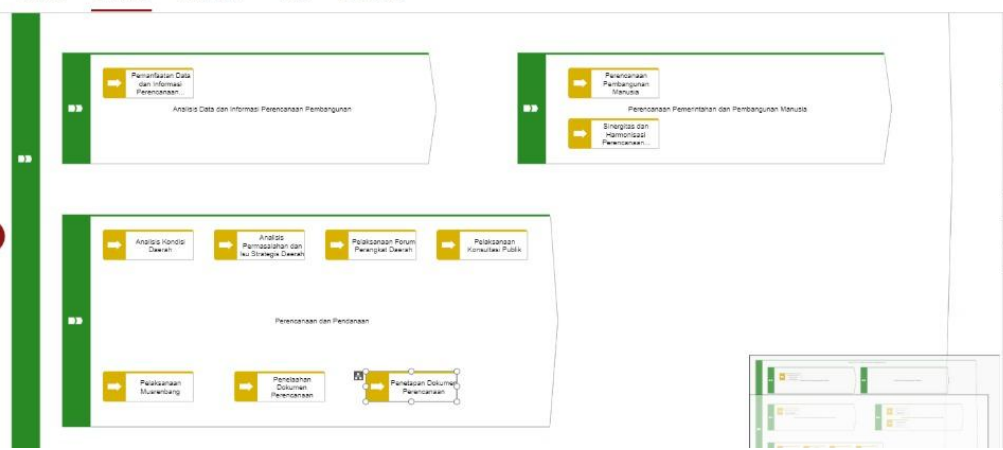 Pemanfaatan Data
dan Informasi
Perencanaan...
Analisis Data dan Informasi Perencanaan Pembangunan
Perencanaan
Pembangunan
Manusia
Perencanaan Pemerintahan dan Pembangunan Manusia
Sinergitas dan
Harmonisasi
Perencanaan...
Analisis Kondisi
Daerah
Analisis
Permasalahan dan
Isu Strategis Daerah
Pelaksanaan Forum
Perangkat Daerah
Pelaksanaan
Konsultasi Publik
Perencanaan dan Pendanaan
Pelaksanaan
Musrenbang
Penelaahan
Dokumen
Perencanaan
Penetapan Dokumen
Perencanaan